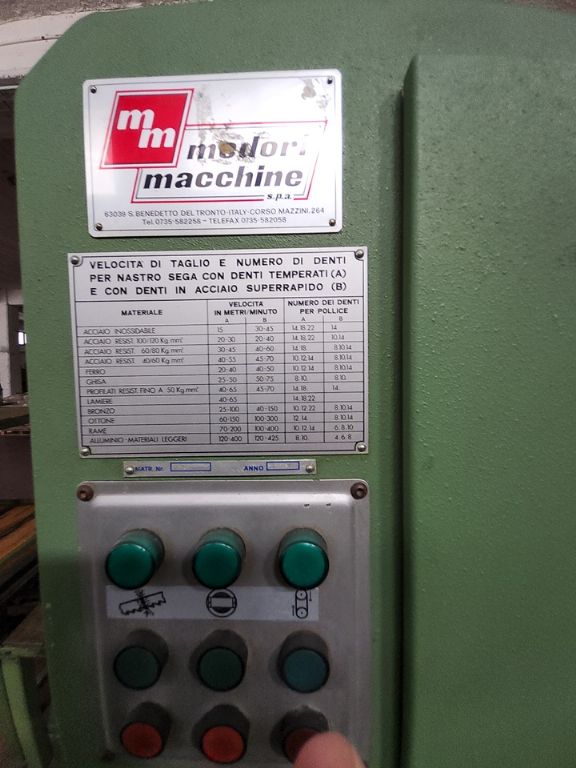 mm
medori
macchine
s.p.a.
63039 S. BENEDETTO DEL TRONTO-ITALY-CORSO MAZZINI, 264
Tel. 0735-582258 - TELEFAX 0735-582058
VELOCITA DI TAGLIO E NUMERO DI DENTI
PER NASTRO SEGA CON DENTI TEMPERATI (A)
E CON DENTI IN ACCIAIO SUPERRAPIDO (B)
MATERIALE VELOCITA IN METRI/MINUTO NUMERO DEI DENTI PER POLLICE
A B A B
ACCIAIO INOSSIDABILE 15 30-45 14.18.22 14
ACCIAIO RESIST. 100/120 Kg. mm² 20-30 20-40 14.18.22 10.14
ACCIAIO RESIST. 60/80 Kg. mm² 30-45 40-60 14.18 8.10.14
ACCIAIO RESIST. 40/60 Kg. mm² 40-55 45-70 10.12.14 8.10.14
FERRO 20-40 40-50 10.12.14 8.10.14
GHISA 25-50 50-75 8.10. 8.10.
PROFILATI RESIST. FINO A 50 Kg. mm² 40-65 45-70 14.18. 14.
LAMIERE 40-65 14.18.22
BRONZO 25-100 40-150 10.12.22 8.10.14
OTTONE 60-150 100-300 12.14. 8.10.14
RAME 70-200 100-400 10.12.14 6.8.10
ALLUMINIO-MATERIALI LEGGERI 120-400 120-425 8.10. 4.6.8.
MATR. Nr. ANNO